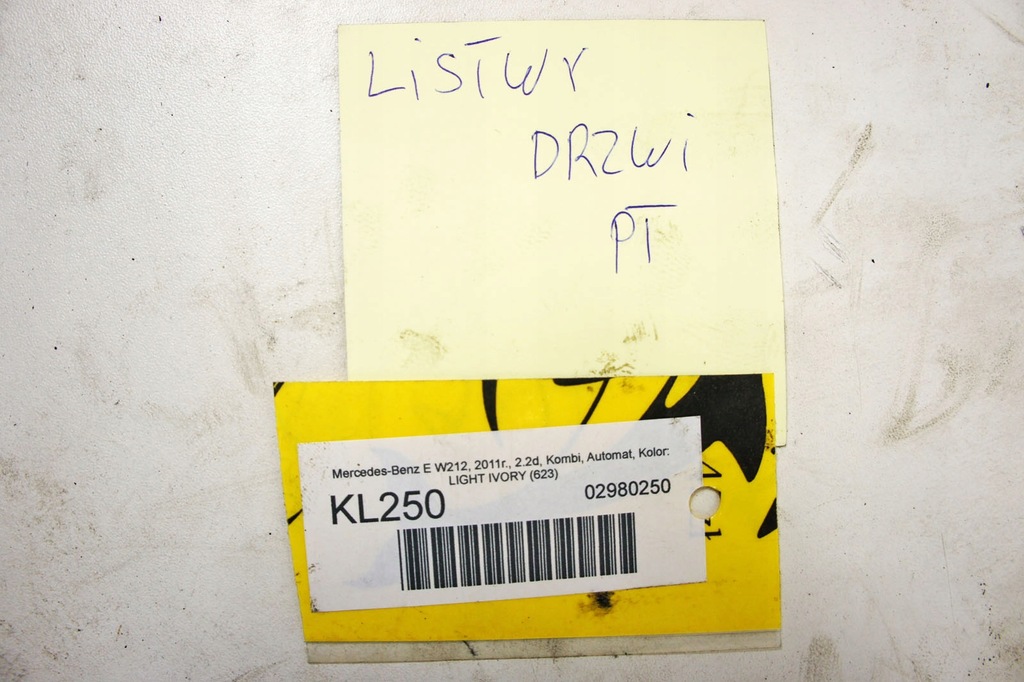 LiSTWY
DRZWi
PT
Mercedes-Benz E W212, 2011r., 2.2d, Kombi, Automat, Kolor:
LIGHT IVORY (623)
KL250
02980250